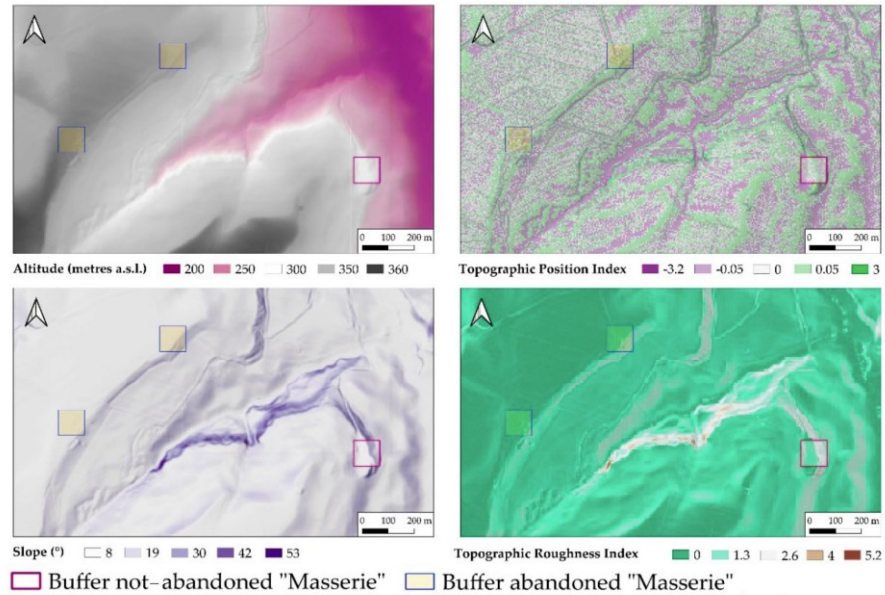 0 100 200 m
0 100 200 m
Altitude (metres a.s.l.) 200 250 300 350 360
Topographic Position Index -3.2 -0.05 0 0.05 3
0 100 200 m
0 100 200 m
Slope (°) 8 19 30 42 53
Topographic Roughness Index 0 1.3 2.6 4 5.2
Buffer not-abandoned "Masserie" Buffer abandoned "Masserie"